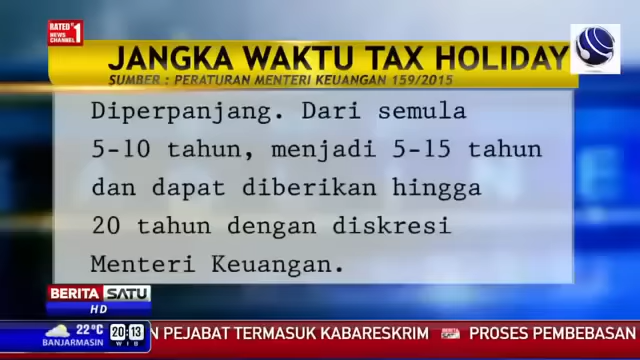 RATED #1
NEWS
CHANNEL
JANGKA WAKTU TAX HOLIDAY
SUMBER : PERATURAN MENTERI KEUANGAN 159/2015
Diperpanjang. Dari semula
5-10 tahun, menjadi 5-15 tahun
dan dapat diberikan hingga
20 tahun dengan diskresi
Menteri Keuangan.
BERITA SATU
HD
22°C
BANJARMASIN
20:13
WIB
N PEJABAT TERMASUK KABARESKRIM
PROSES PEMBEBASAN